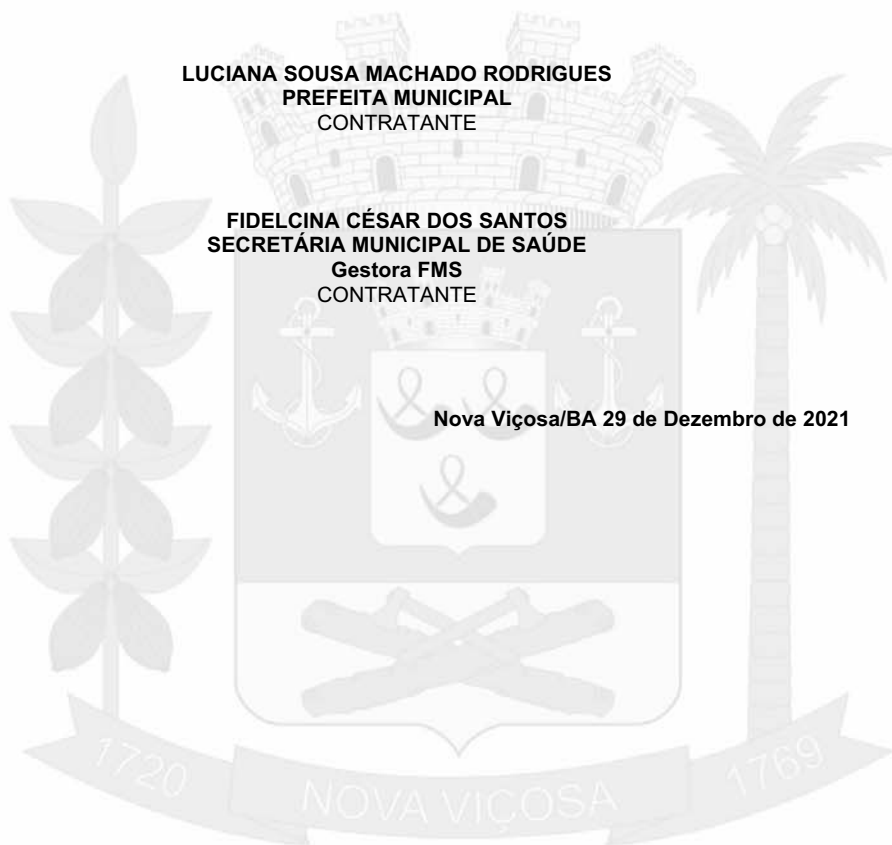 LUCIANA SOUSA MACHADO RODRIGUES
PREFEITA MUNICIPAL
CONTRATANTE
FIDELCINA CÉSAR DOS SANTOS
SECRETÁRIA MUNICIPAL DE SAÚDE
Gestora FMS
CONTRATANTE
Nova Viçosa/BA 29 de Dezembro de 2021
1720 NOVA VIÇOSA 1769